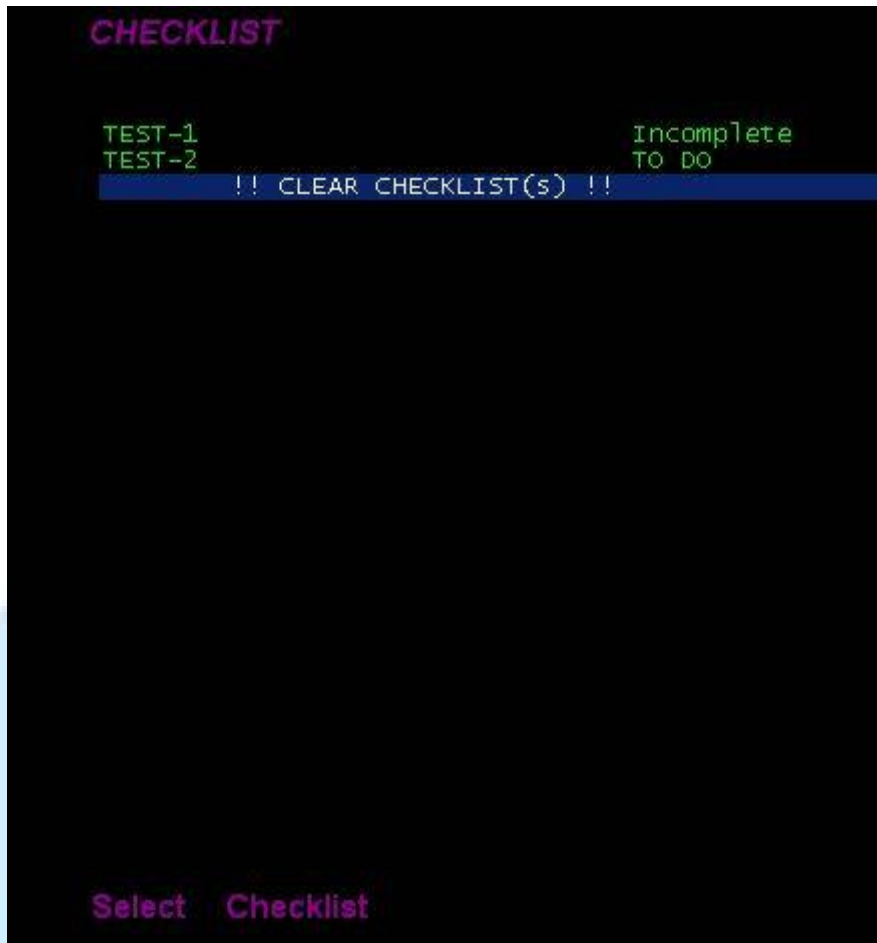 CHECKLIST
TEST-1 Incomplete
TEST-2 TO DO
!! CLEAR CHECKLIST(s) !!
Select Checklist